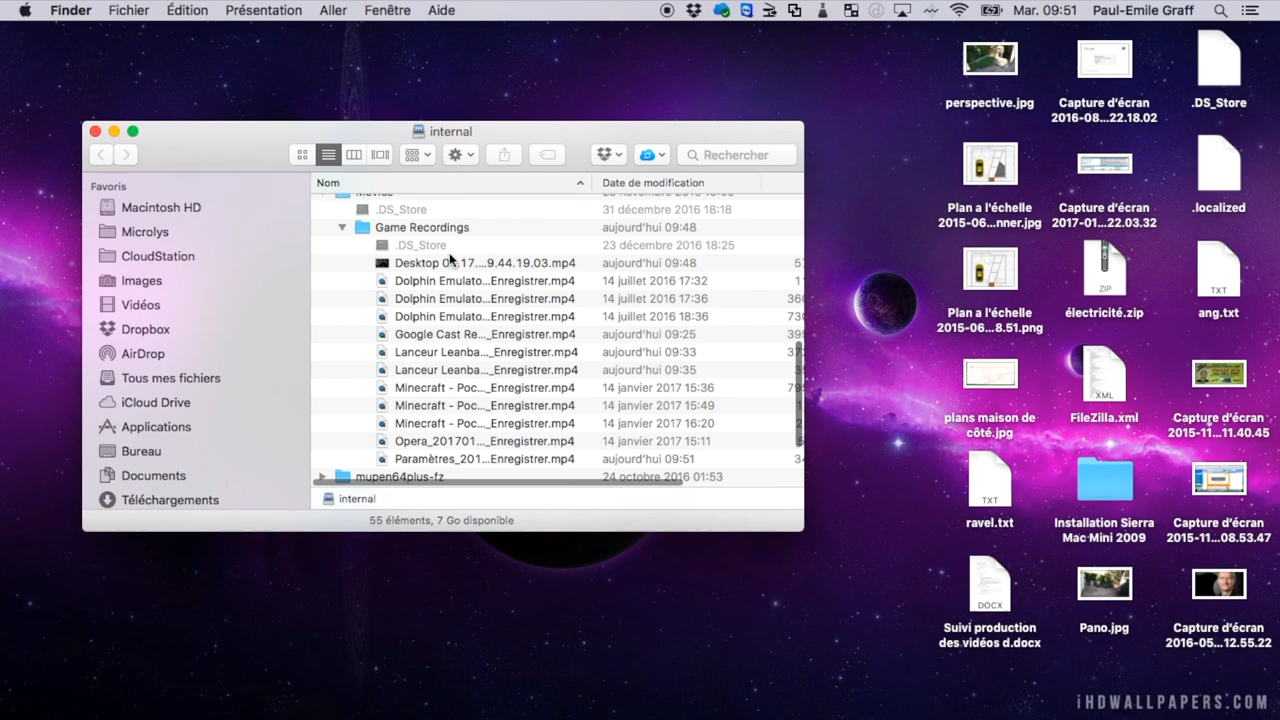 Finder Fichier Édition Présentation Aller Fenêtre Aide Mar. 09:51 Paul-Emile Graff
internal
Rechercher
Nom Date de modification
Favoris
Macintosh HD
Microlys
CloudStation
Images
Vidéos
Dropbox
AirDrop
Tous mes fichiers
iCloud Drive
Applications
Bureau
Documents
Téléchargements
.DS_Store 31 décembre 2016 18:18
Game Recordings aujourd'hui 09:48
.DS_Store 23 décembre 2016 18:25
Desktop 0...17....9.44.19.03.mp4 aujourd'hui 09:48
Dolphin Emulato..._Enregistrer.mp4 14 juillet 2016 17:32
Dolphin Emulato..._Enregistrer.mp4 14 juillet 2016 17:36
Dolphin Emulato..._Enregistrer.mp4 14 juillet 2016 18:36
Google Cast Re..._Enregistrer.mp4 aujourd'hui 09:25
Lanceur Leanba..._Enregistrer.mp4 aujourd'hui 09:33
Lanceur Leanba..._Enregistrer.mp4 aujourd'hui 09:35
Minecraft - Poc..._Enregistrer.mp4 14 janvier 2017 15:36
Minecraft - Poc..._Enregistrer.mp4 14 janvier 2017 15:49
Minecraft - Poc..._Enregistrer.mp4 14 janvier 2017 16:20
Opera_201701..._Enregistrer.mp4 14 janvier 2017 15:11
Paramètres_201..._Enregistrer.mp4 aujourd'hui 09:51
mupen64plus-fz 24 octobre 2016 01:53
internal
55 éléments, 7 Go disponible
perspective.jpg
Capture d'écran
2016-08...22.18.02
.DS_Store
Plan a l'échelle
2015-06...nner.jpg
Capture d'écran
2017-01...22.03.32
.localized
Plan a l'échelle
2015-06...8.51.png
ZIP
électricité.zip
TXT
ang.txt
plans maison de
côté.jpg
XML
FileZilla.xml
Capture d'écran
2015-11...11.40.45
TXT
ravel.txt
Installation Sierra
Mac Mini 2009
Capture d'écran
2015-11...08.53.47
DOCX
Suivi production
des vidéos d.docx
Pano.jpg
Capture d'écran
2016-05...12.55.22
iHDWALLPAPERS.COM